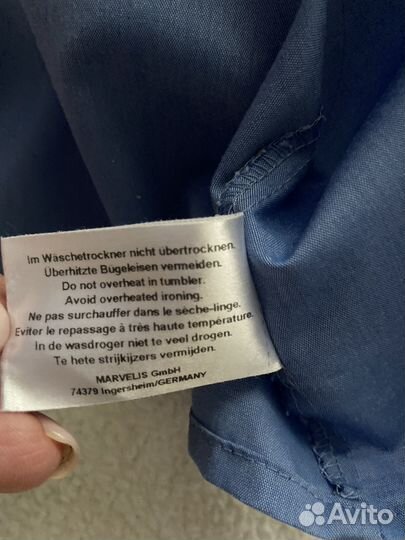 Im Wäschetrockner nicht übertrocknen.
Überhitzte Bügeleisen vermeiden.
Do not overheat in tumbler.
Avoid overheated ironing.
Ne pas surchauffer dans le sèche-linge.
Eviter le repassage à très haute température.
In de wasdroger niet te veel drogen.
Te hete strijkijzers vermijden.
MARVELIS GmbH
74379 Ingersheim/GERMANY
Avito